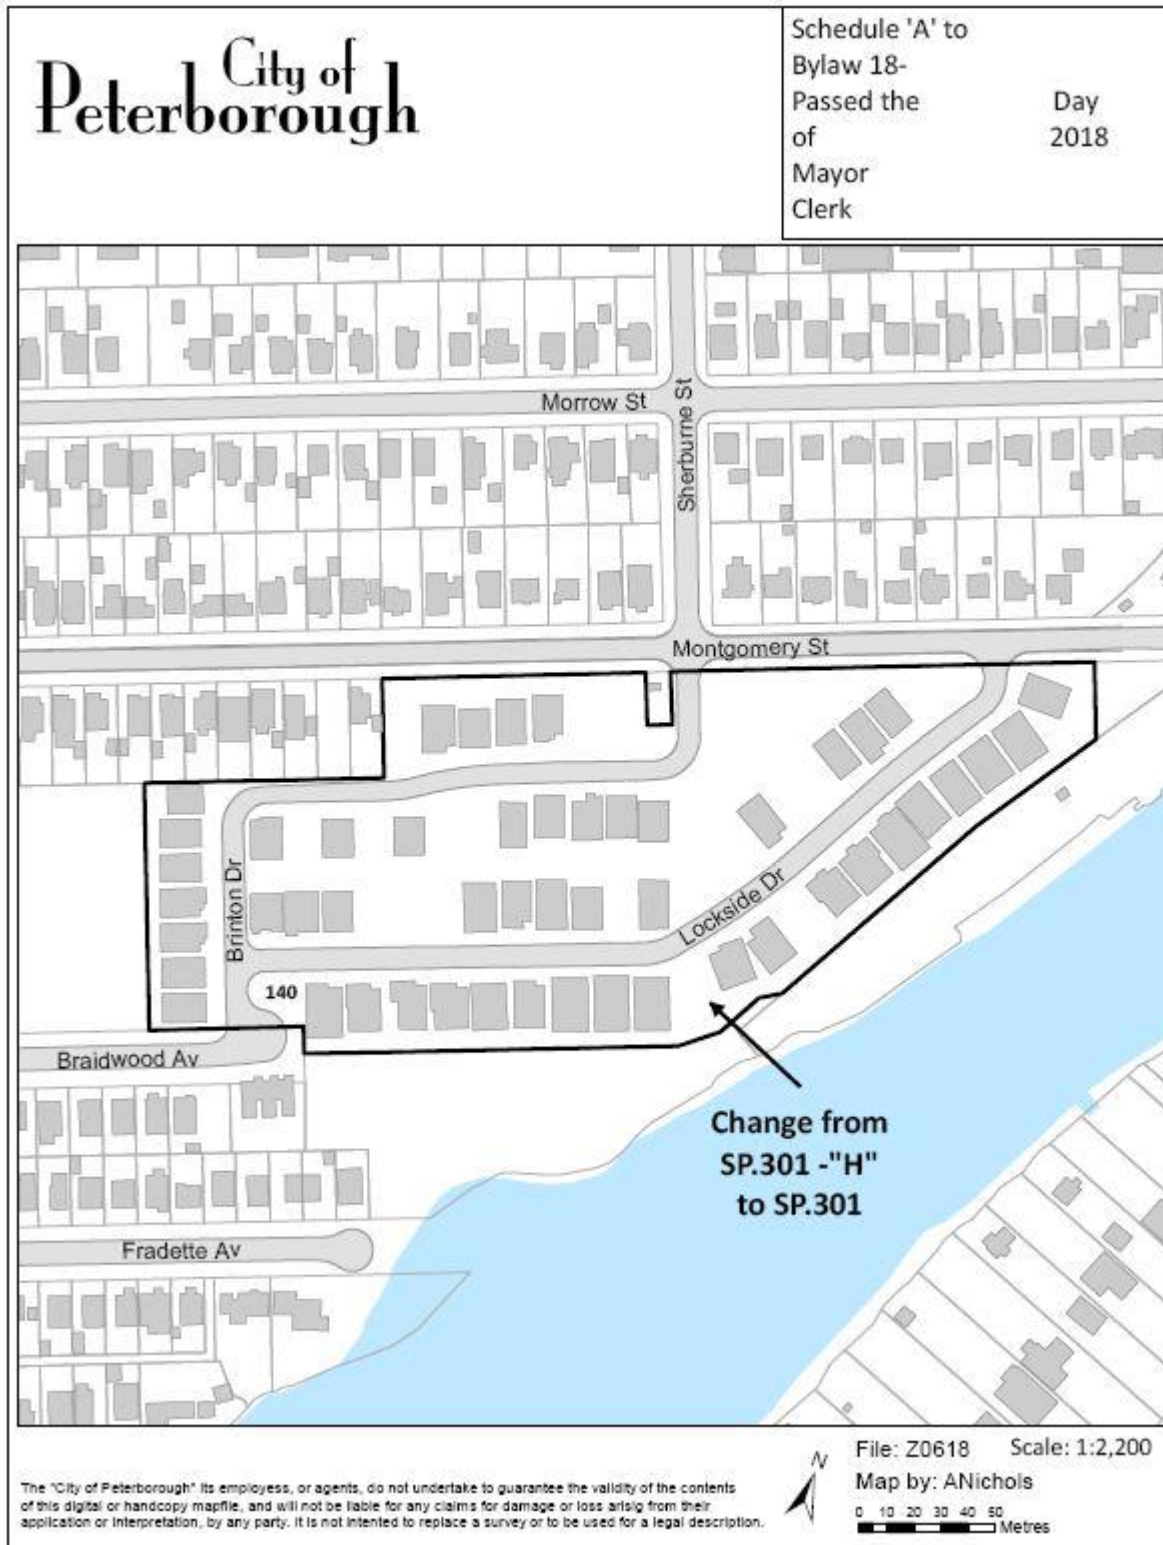 City of
Peterborough
Schedule 'A' to
Bylaw 18-
Passed the Day
of 2018
Mayor
Clerk
Morrow St
Sherburne St
Montgomery St
Brinton Dr
Lockside Dr
140
Braidwood Av
Change from
SP.301 -"H"
to SP.301
Fradette Av
The "City of Peterborough" its employess, or agents, do not undertake to guarantee the validity of the contents
of this digital or handcopy mapfile, and will not be liable for any claims for damage or loss arisig from their
application or interpretation, by any party. It is not intented to replace a survey or to be used for a legal description.
N
File: Z0618 Scale: 1:2,200
Map by: ANichols
0 10 20 30 40 50
Metres